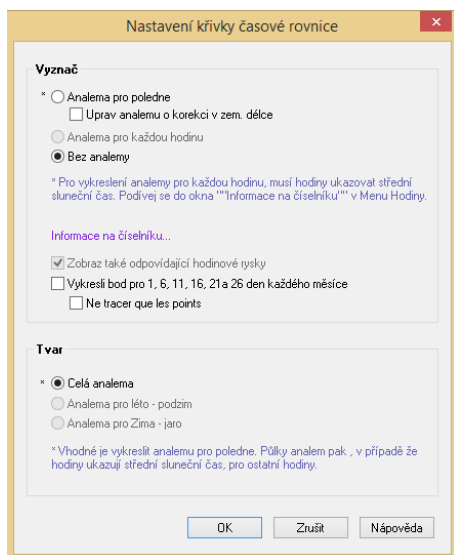 Nastavení křivky časové rovnice
Vyznač
* Analema pro poledne
Uprav analemu o korekci v zem. délce
Analema pro každou hodinu
Bez analemy
* Pro vykreslení analemy pro každou hodinu, musí hodiny ukazovat střední
sluneční čas. Podívej se do okna '"'Informace na číselníku'"' v Menu Hodiny.
Informace na číselníku...
Zobraz také odpovídající hodinové rysky
Vykresli bod pro 1, 6, 11, 16, 21a 26 den každého měsíce
Ne tracer que les points
Tvar
* Celá analema
Analema pro léto - podzim
Analema pro Zima - jaro
* Vhodné je vykreslit analemu pro poledne. Půlky analem pak , v případě že
hodiny ukazují střední sluneční čas, pro ostatní hodiny.
OK Zrušit Nápověda